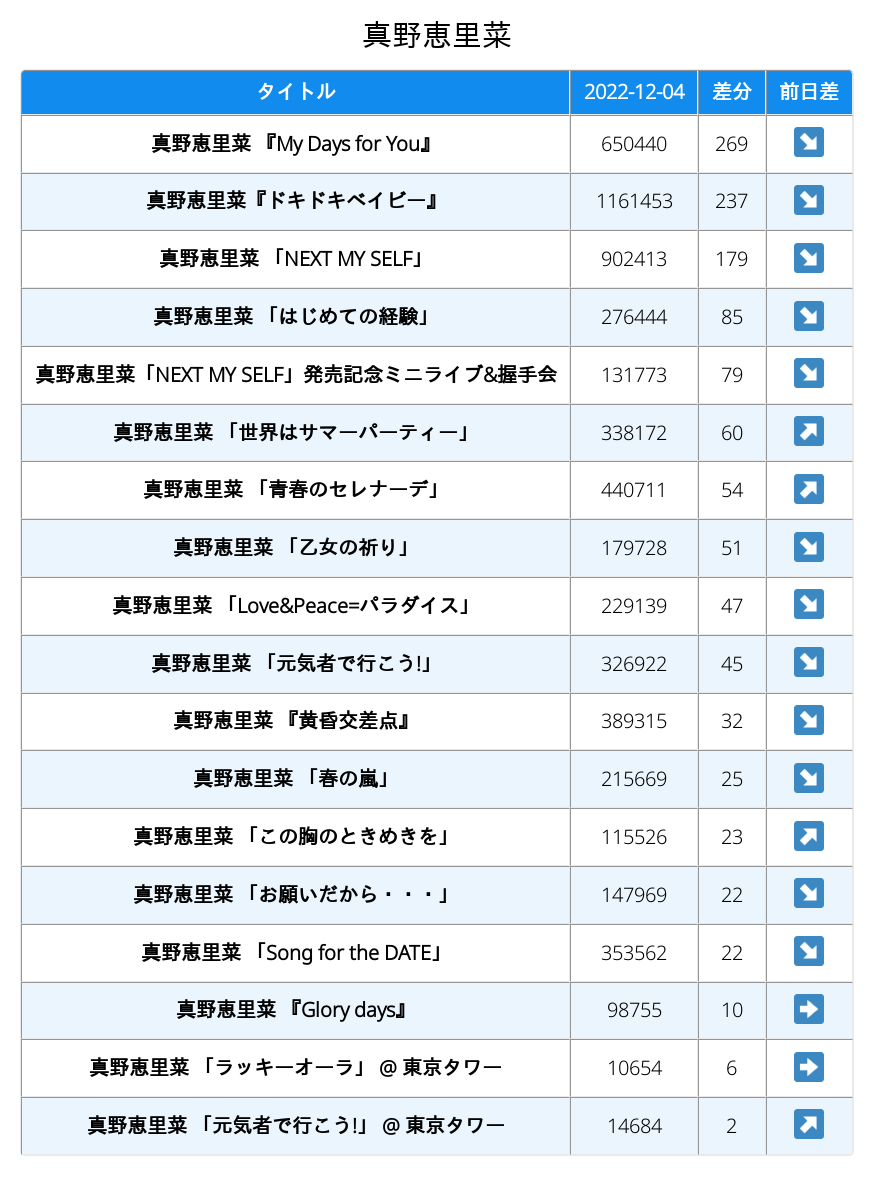 真野恵里菜
タイトル 2022-12-04 差分 前日差
真野恵里菜 『My Days for You』 650440 269 ↘
真野恵里菜『ドキドキベイビー』 1161453 237 ↘
真野恵里菜 「NEXT MY SELF」 902413 179 ↘
真野恵里菜 「はじめての経験」 276444 85 ↘
真野恵里菜「NEXT MY SELF」発売記念ミニライブ&握手会 131773 79 ↘
真野恵里菜 「世界はサマーパーティー」 338172 60 ↗
真野恵里菜 「青春のセレナーデ」 440711 54 ↗
真野恵里菜 「乙女の祈り」 179728 51 ↘
真野恵里菜 「Love&Peace=パラダイス」 229139 47 ↘
真野恵里菜 「元気者で行こう!」 326922 45 ↘
真野恵里菜 『黄昏交差点』 389315 32 ↘
真野恵里菜 「春の嵐」 215669 25 ↘
真野恵里菜 「この胸のときめきを」 115526 23 ↗
真野恵里菜 「お願いだから・・・」 147969 22 ↘
真野恵里菜 「Song for the DATE」 353562 22 ↘
真野恵里菜 『Glory days』 98755 10 ➡
真野恵里菜 「ラッキーオーラ」 @ 東京タワー 10654 6 ➡
真野恵里菜 「元気者で行こう!」 @ 東京タワー 14684 2 ↗